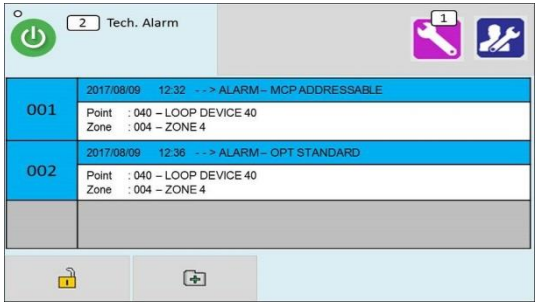 2 Tech. Alarm
1
001
2017/08/09 12:32 --> ALARM – MCP ADDRESSABLE
Point : 040 – LOOP DEVICE 40
Zone : 004 – ZONE 4
002
2017/08/09 12:36 --> ALARM – OPT STANDARD
Point : 040 – LOOP DEVICE 40
Zone : 004 – ZONE 4